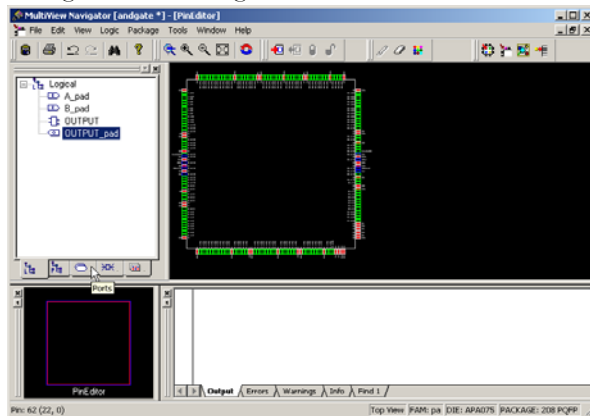 MultiView Navigator [andgate *] - [PinEditor]
File Edit View Logic Package Tools Window Help
Logical
A_pad
B_pad
OUTPUT
OUTPUT_pad
Ports
PinEditor
Output Errors Warnings Info Find 1
Pin: 62 (22, 0)
Top View FAM: pa DIE: APA075 PACKAGE: 208 PQFP